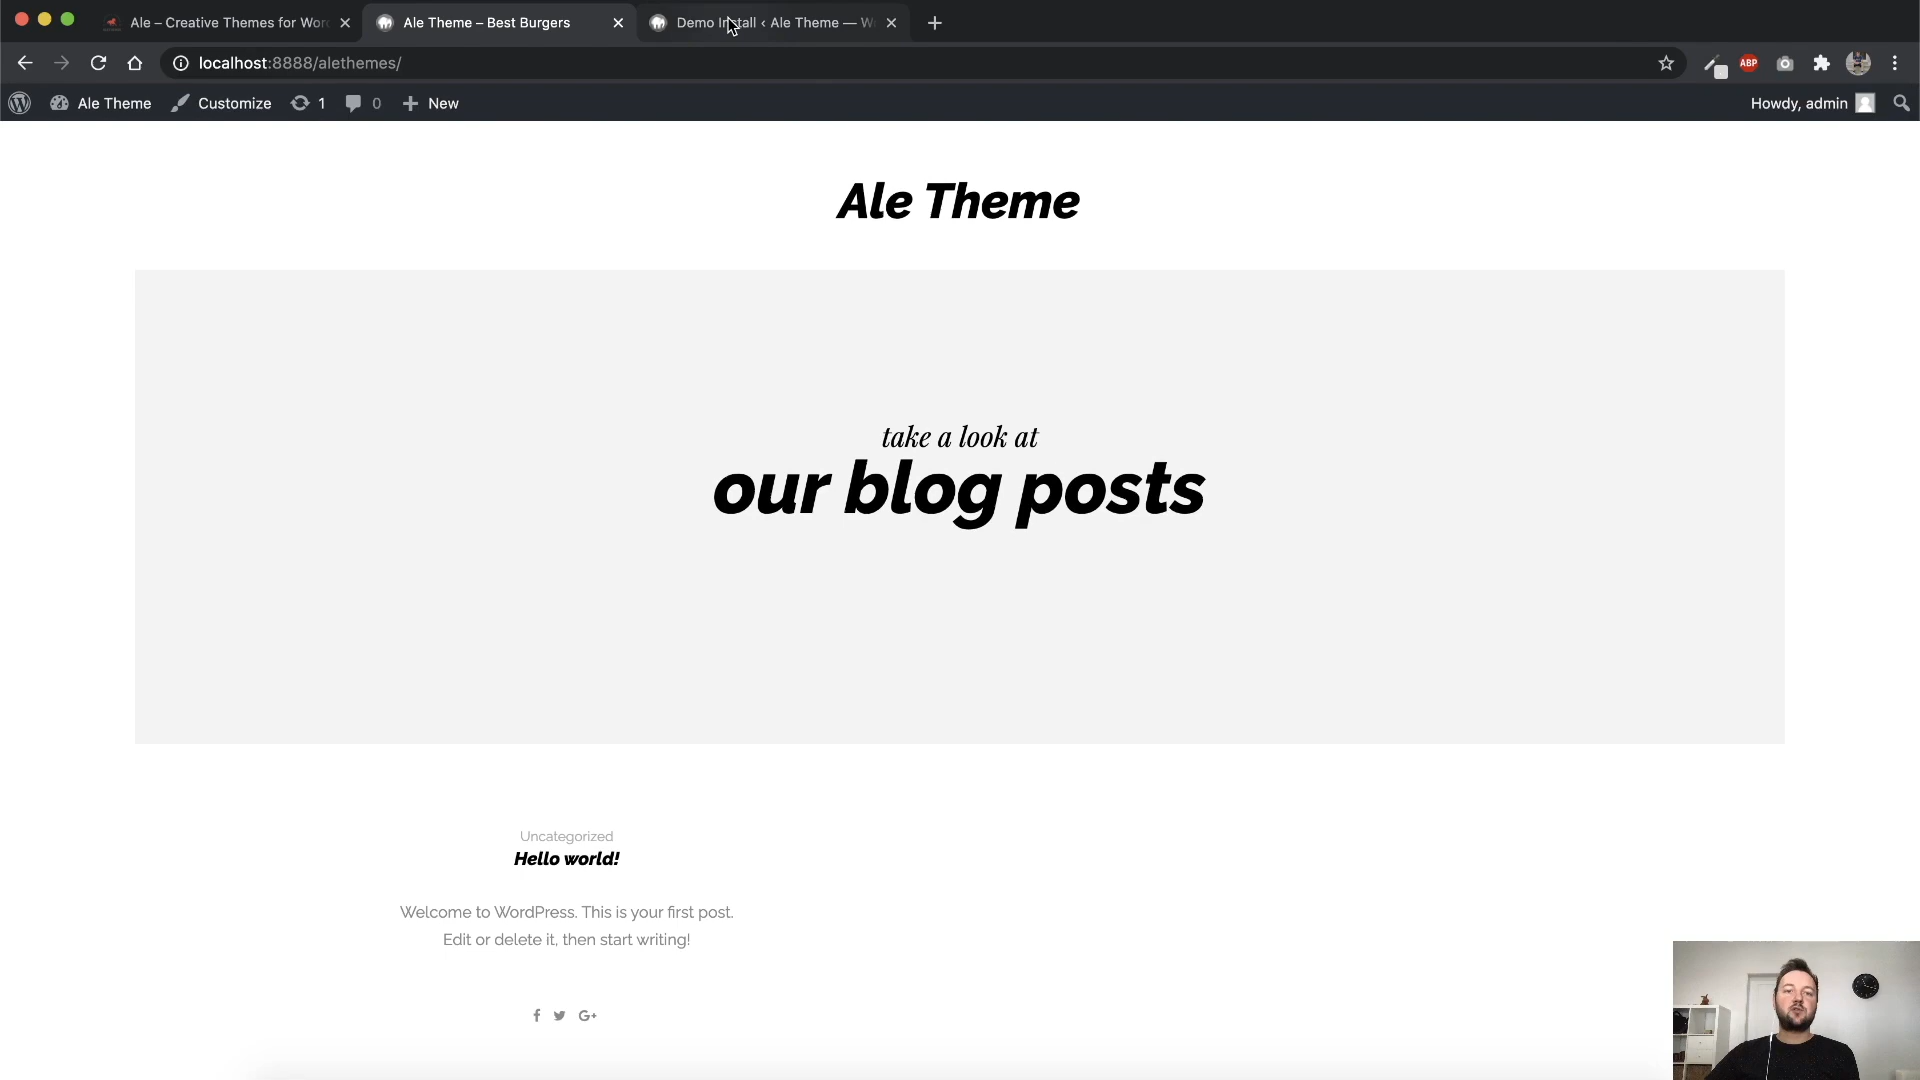 Ale – Creative Themes for Wor
Ale Theme – Best Burgers
Demo Install ‹ Ale Theme — W
localhost:8888/alethemes/
ABP
Ale Theme
Customize
1
0
New
Howdy, admin
Ale Theme
take a look at
our blog posts
Uncategorized
Hello world!
Welcome to WordPress. This is your first post.
Edit or delete it, then start writing!